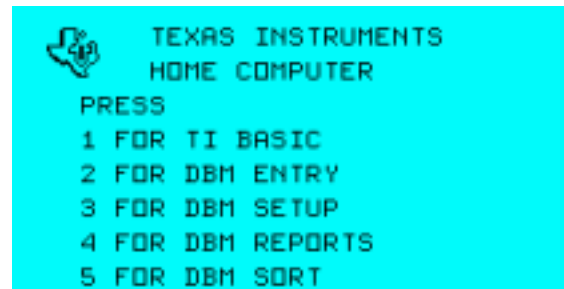 TEXAS INSTRUMENTS
HOME COMPUTER
PRESS
1 FOR TI BASIC
2 FOR DBM ENTRY
3 FOR DBM SETUP
4 FOR DBM REPORTS
5 FOR DBM SORT